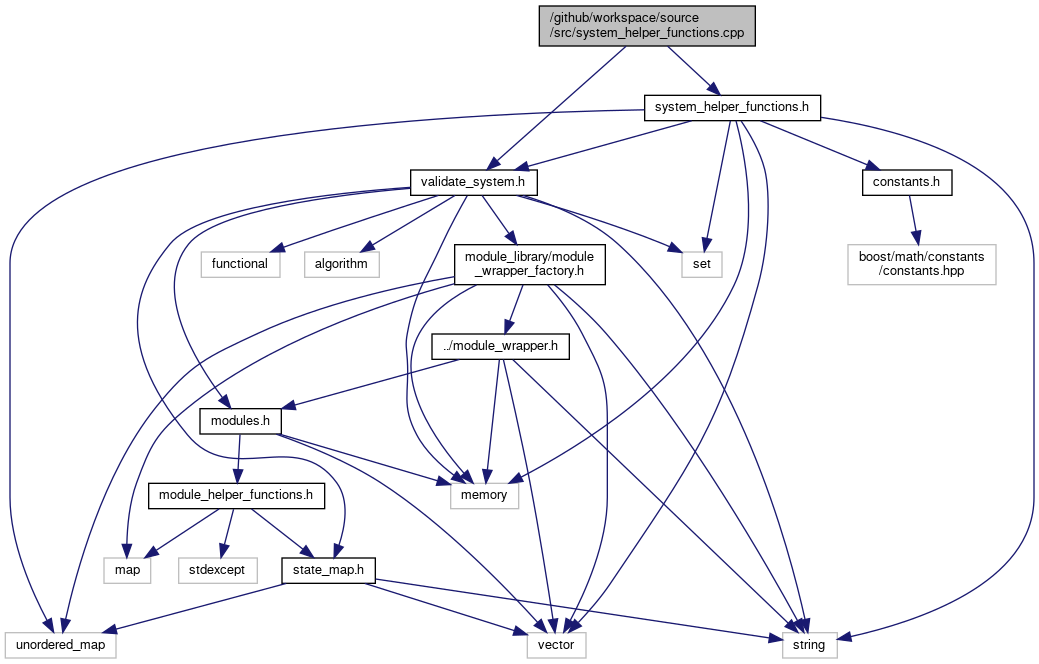 /github/workspace/source
/src/system_helper_functions.cpp
system_helper_functions.h
validate_system.h
constants.h
functional
algorithm
module_library/module
_wrapper_factory.h
set
boost/math/constants
/constants.hpp
../module_wrapper.h
modules.h
module_helper_functions.h
memory
map
stdexcept
state_map.h
unordered_map
vector
string